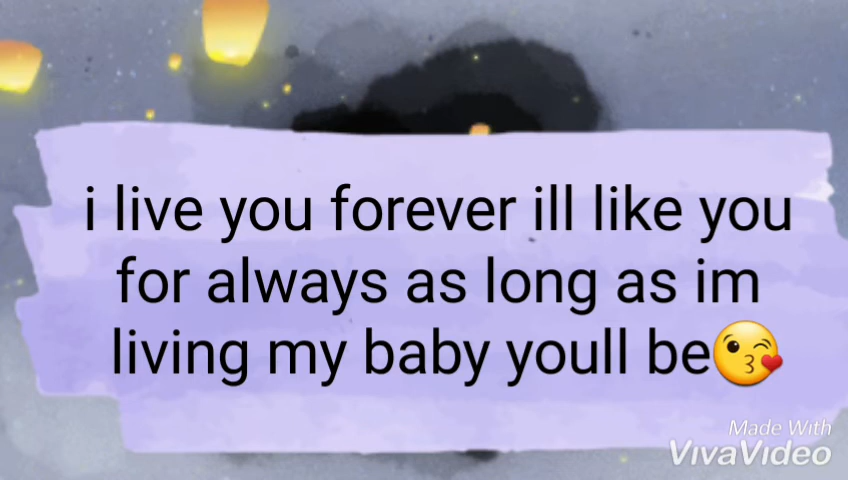 i live you forever ill like you
for always as long as im
living my baby youll be😘
Made With
VivaVideo